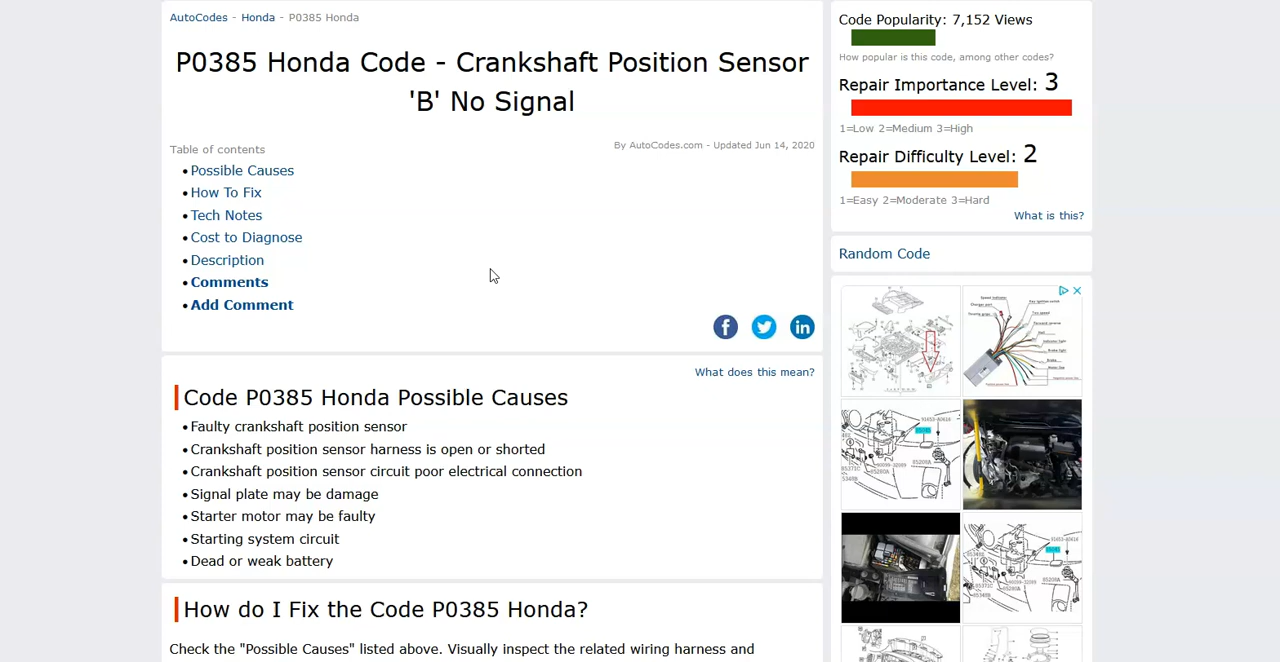 AutoCodes - Honda - P0385 Honda
P0385 Honda Code - Crankshaft Position Sensor
'B' No Signal
By AutoCodes.com - Updated Jun 14, 2020
Table of contents
• Possible Causes
• How To Fix
• Tech Notes
• Cost to Diagnose
• Description
• Comments
• Add Comment
What does this mean?
Code P0385 Honda Possible Causes
• Faulty crankshaft position sensor
• Crankshaft position sensor harness is open or shorted
• Crankshaft position sensor circuit poor electrical connection
• Signal plate may be damage
• Starter motor may be faulty
• Starting system circuit
• Dead or weak battery
How do I Fix the Code P0385 Honda?
Check the "Possible Causes" listed above. Visually inspect the related wiring harness and
Code Popularity: 7,152 Views
How popular is this code, among other codes?
Repair Importance Level: 3
1=Low 2=Medium 3=High
Repair Difficulty Level: 2
1=Easy 2=Moderate 3=Hard
What is this?
Random Code